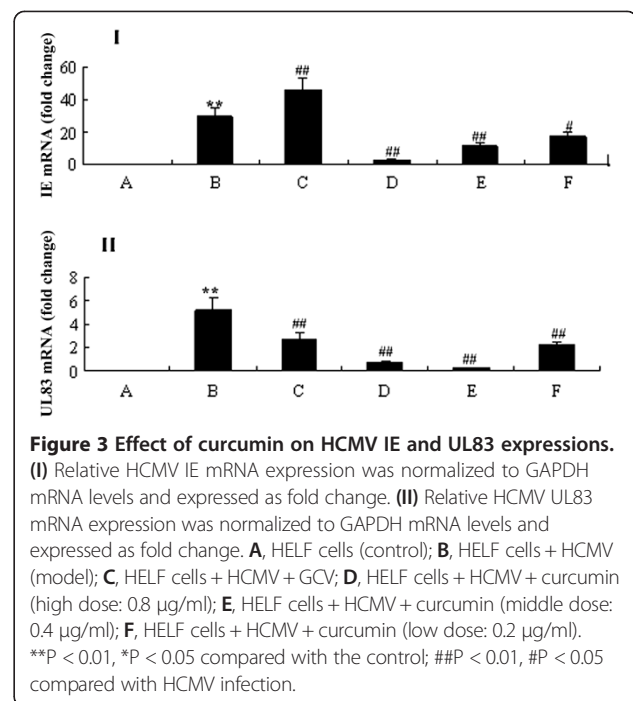 I
IE mRNA (fold change)
60
40
20
0
**
##
##
##
#
A B C D E F
II
UL83 mRNA (fold change)
8
6
4
2
0
**
##
##
##
##
A B C D E F
Figure 3 Effect of curcumin on HCMV IE and UL83 expressions.
(I) Relative HCMV IE mRNA expression was normalized to GAPDH
mRNA levels and expressed as fold change. (II) Relative HCMV UL83
mRNA expression was normalized to GAPDH mRNA levels and
expressed as fold change. A, HELF cells (control); B, HELF cells + HCMV
(model); C, HELF cells + HCMV + GCV; D, HELF cells + HCMV + curcumin
(high dose: 0.8 μg/ml); E, HELF cells + HCMV + curcumin (middle dose:
0.4 μg/ml); F, HELF cells + HCMV + curcumin (low dose: 0.2 μg/ml).
**P < 0.01, *P < 0.05 compared with the control; ##P < 0.01, #P < 0.05
compared with HCMV infection.